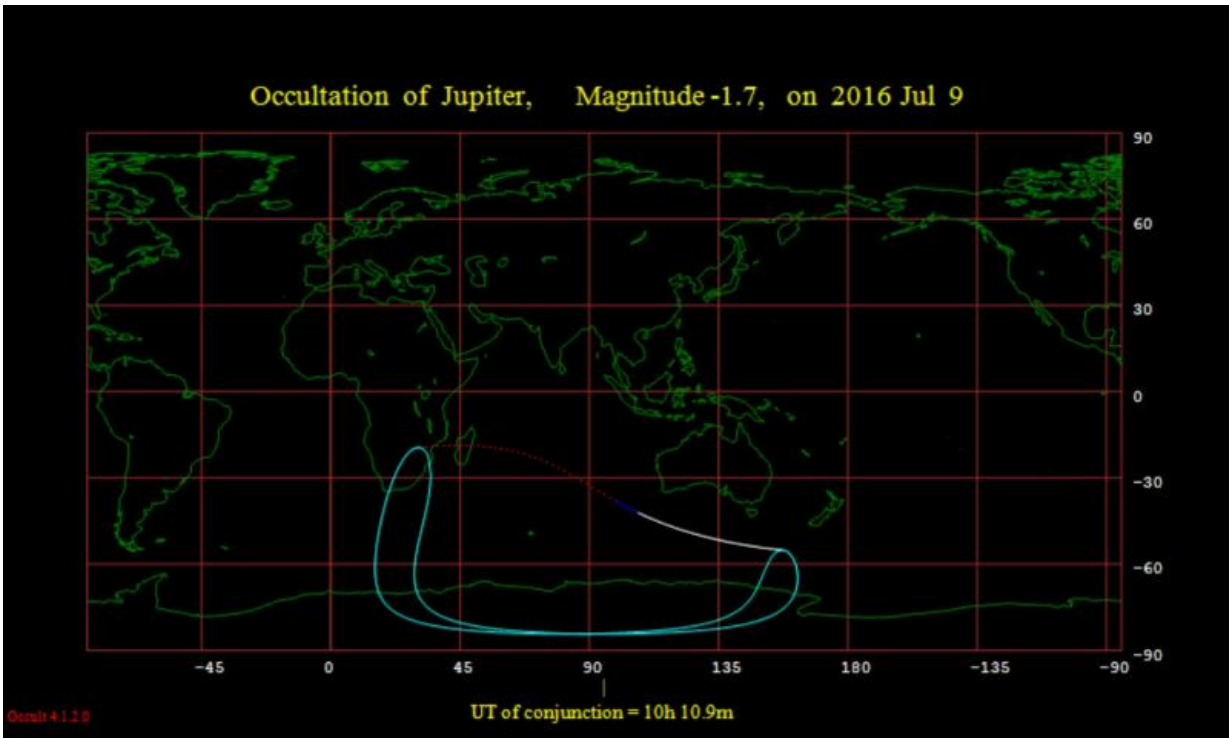 Occultation of Jupiter, Magnitude -1.7, on 2016 Jul 9
90
60
30
0
-30
-60
-90
-45 0 45 90 135 180 -135 -90
UT of conjunction = 10h 10.9m
Occult 4.1.2.0